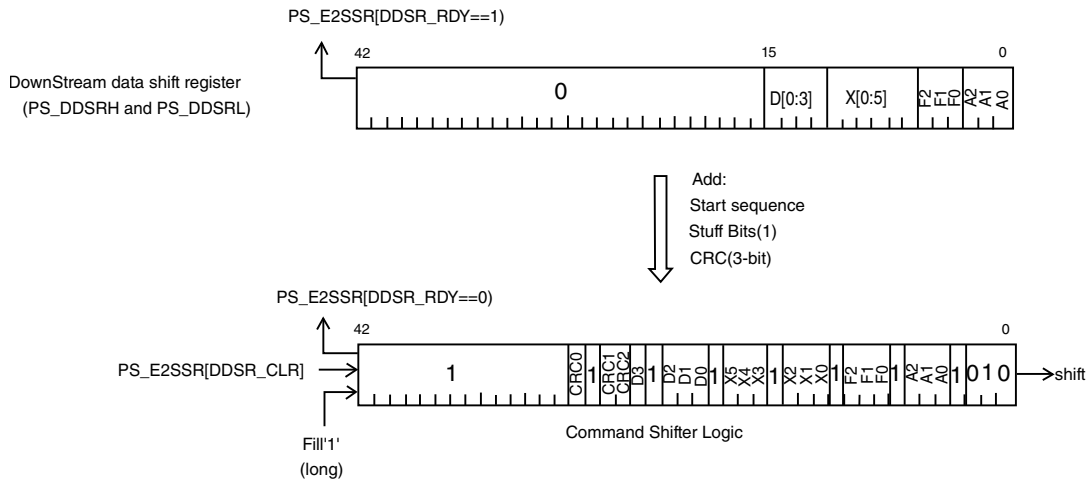 PS_E2SSR[DDSR_RDY==1)
42 15 0
DownStream data shift register
(PS_DDSRH and PS_DDSRL)
0 D[0:3] X[0:5] F2 F1 F0 A2 A1 A0
Add:
Start sequence
Stuff Bits(1)
CRC(3-bit)
PS_E2SSR[DDSR_RDY==0)
42 0
PS_E2SSR[DDSR_CLR]
1 CRC0 1 CRC1 CRC2 D3 1 D2 D1 D0 1 X5 X4 X3 1 X2 X1 X0 1 F2 F1 F0 1 A2 A1 A0 1 0 1 0
shift
Fill'1'
(long)
Command Shifter Logic